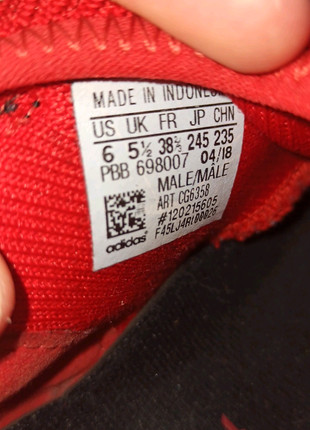 MADE IN INDONES
US UK FR JP CHN
6 5½ 38⅔ 245 235
PBB 698007 04/18
MALE/MÂLE
ART CG6358
#120215605
adidas